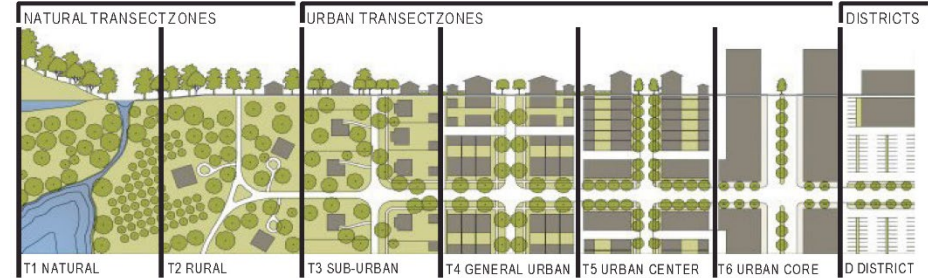 NATURAL TRANSECT ZONES
URBAN TRANSECT ZONES
DISTRICTS
T1 NATURAL
T2 RURAL
T3 SUB-URBAN
T4 GENERAL URBAN
T5 URBAN CENTER
T6 URBAN CORE
D DISTRICT